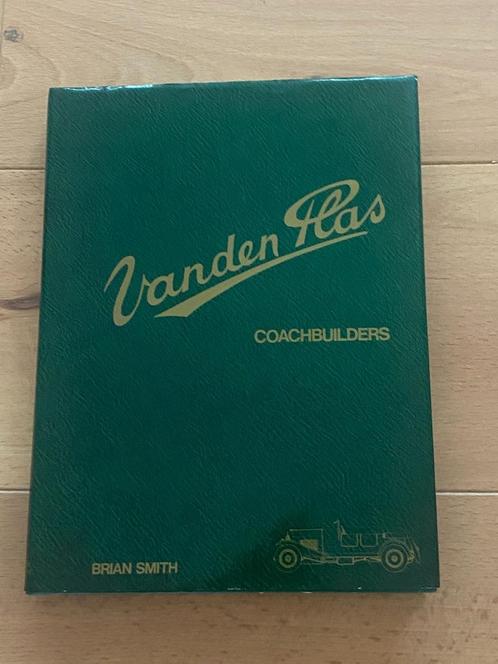 Vanden Plas
COACHBUILDERS
BRIAN SMITH